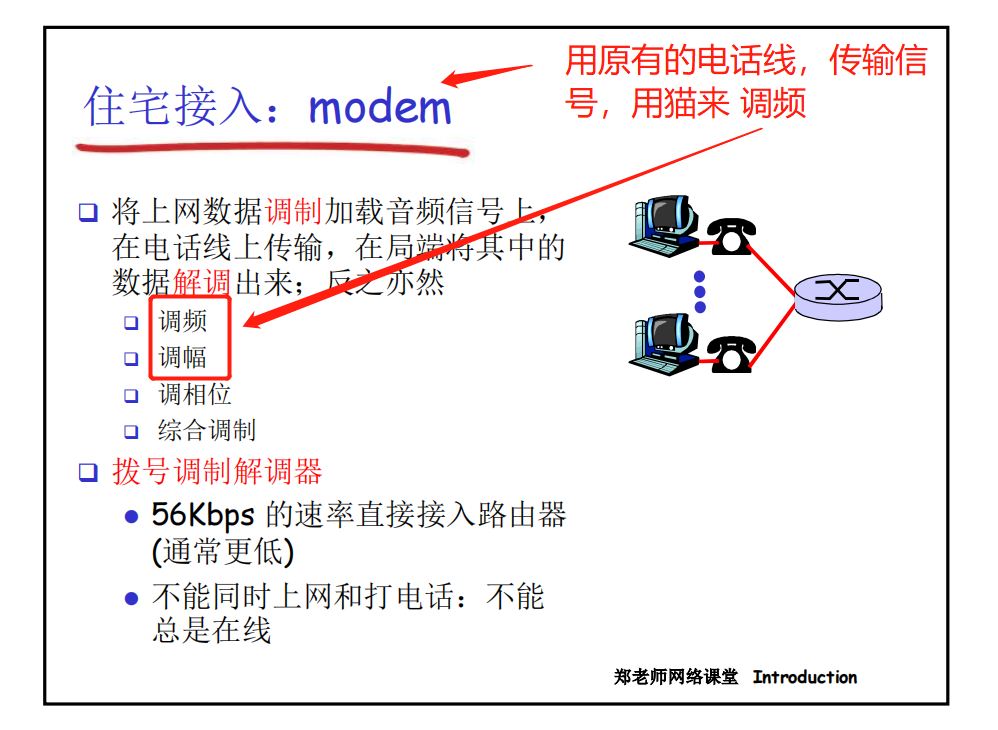 用原有的电话线，传输信
号，用猫来 调频
住宅接入：modem
将上网数据调制加载音频信号上，
在电话线上传输，在局端将其中的
数据解调出来；反之亦然
调频
调幅
调相位
综合调制
拨号调制解调器
56Kbps 的速率直接接入路由器
(通常更低)
不能同时上网和打电话：不能
总是在线
郑老师网络课堂 Introduction